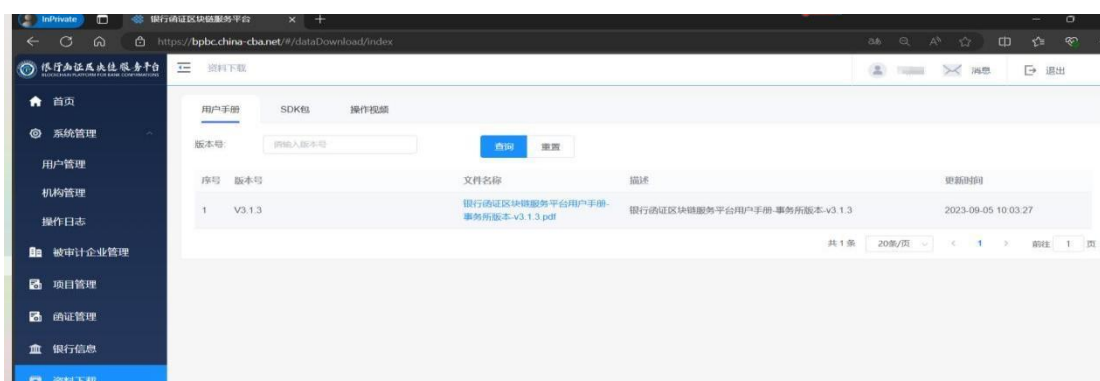 InPrivate 银行函证区块链服务平台
https://bpbc.china-cba.net/#/dataDownload/index
银行函证区块链服务平台
BLOCKCHAIN PLATFORM FOR BANK CONFIRMATIONS
资料下载
消息 退出
首页
系统管理
用户管理
机构管理
操作日志
被审计企业管理
项目管理
函证管理
银行信息
资料下载
用户手册 SDK包 操作视频
版本号: 请输入版本号 查询 重置
序号 版本号 文件名称 描述 更新时间
1 V3.1.3 银行函证区块链服务平台用户手册-
事务所版本-v3.1.3.pdf
银行函证区块链服务平台用户手册-事务所版本-v3.1.3 2023-09-05 10:03:27
共 1 条 20条/页 1 前往 1 页